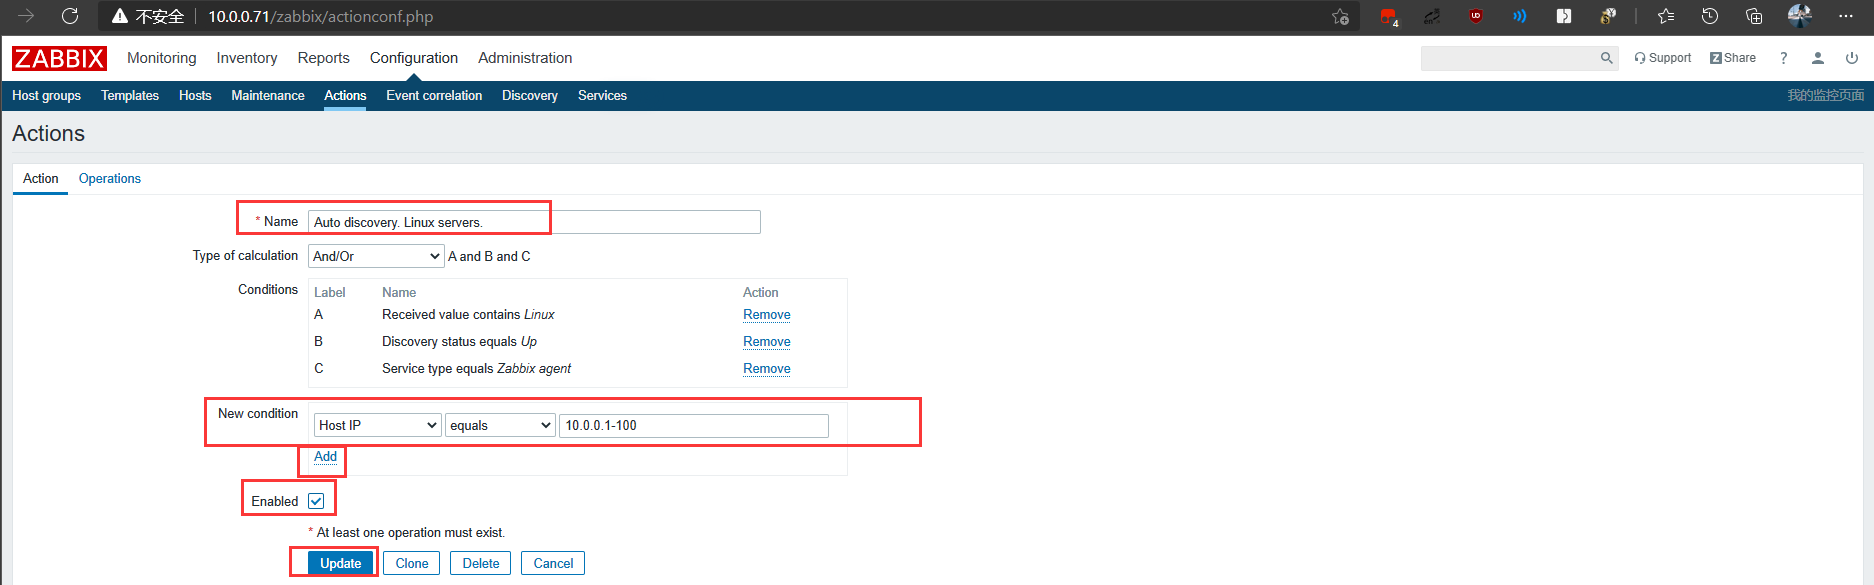 不安全 10.0.0.71/zabbix/actionconf.php 4
ZABBIX Monitoring Inventory Reports Configuration Administration Support Z Share ?
Host groups Templates Hosts Maintenance Actions Event correlation Discovery Services 我的监控页面
Actions
Action Operations
* Name Auto discovery. Linux servers.
Type of calculation And/Or A and B and C
Conditions Label Name Action
A Received value contains Linux Remove
B Discovery status equals Up Remove
C Service type equals Zabbix agent Remove
New condition Host IP equals 10.0.0.1-100
Add
Enabled
* At least one operation must exist.
Update Clone Delete Cancel